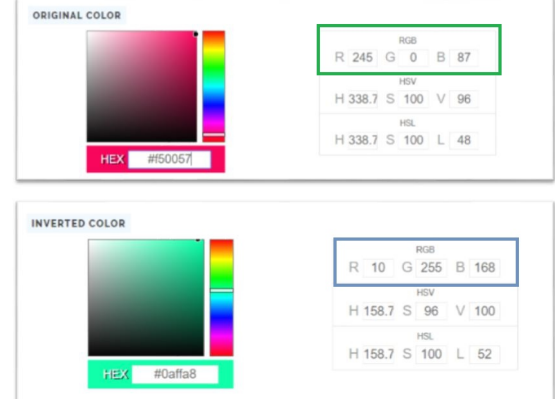 ORIGINAL COLOR
RGB
R 245 G 0 B 87
HSV
H 338.7 S 100 V 96
HSL
H 338.7 S 100 L 48
HEX #f50057
INVERTED COLOR
RGB
R 10 G 255 B 168
HSV
H 158.7 S 96 V 100
HSL
H 158.7 S 100 L 52
HEX #0affa8